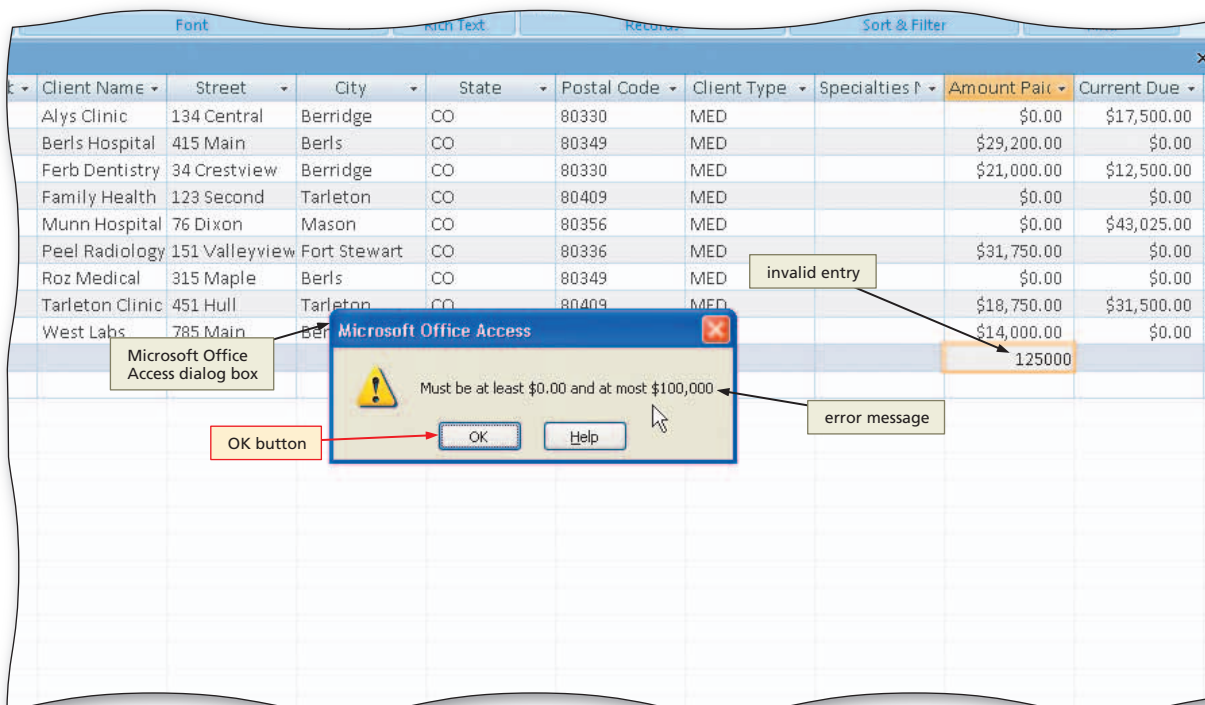 Font Rich Text Records Sort & Filter
Client Name Street City State Postal Code Client Type Specialties N Amount Paid Current Due
Alys Clinic 134 Central Berridge CO 80330 MED $0.00 $17,500.00
Berls Hospital 415 Main Berls CO 80349 MED $29,200.00 $0.00
Ferb Dentistry 34 Crestview Berridge CO 80330 MED $21,000.00 $12,500.00
Family Health 123 Second Tarleton CO 80409 MED $0.00 $0.00
Munn Hospital 76 Dixon Mason CO 80356 MED $0.00 $43,025.00
Peel Radiology 151 Valleyview Fort Stewart CO 80336 MED $31,750.00 $0.00
Roz Medical 315 Maple Berls CO 80349 MED $0.00 $0.00
invalid entry
Tarleton Clinic 451 Hull Tarleton CO 80409 MED $18,750.00 $31,500.00
West Labs 785 Main Ber $14,000.00 $0.00
125000
Microsoft Office
Access dialog box
Microsoft Office Access
Must be at least $0.00 and at most $100,000
error message
OK button
OK Help